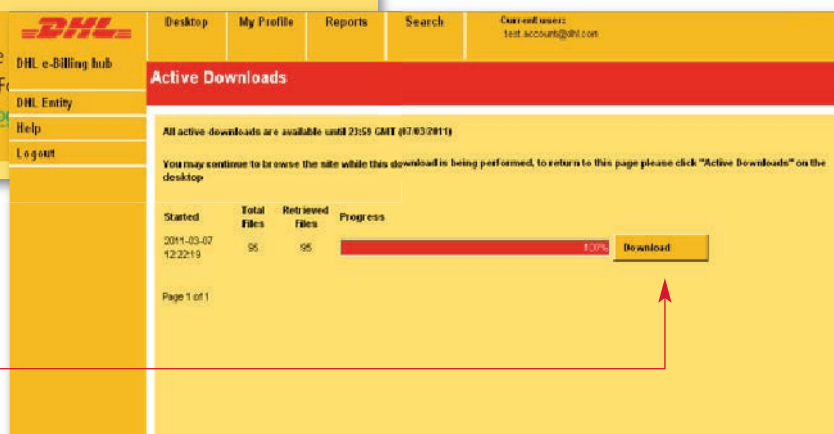 DHL
Desktop
My Profile
Reports
Search
Current user:
test.account@dhl.com
DHL e-Billing hub
DHL Entity
Help
Logout
Active Downloads
All active downloads are available until 23:59 GMT (07/03/2011)
You may continue to browse the site while this download is being performed, to return to this page please click "Active Downloads" on the
desktop
Started Total Files Retrieved Files Progress
2011-03-07 12:22:19 95 95 100% Download
Page 1 of 1